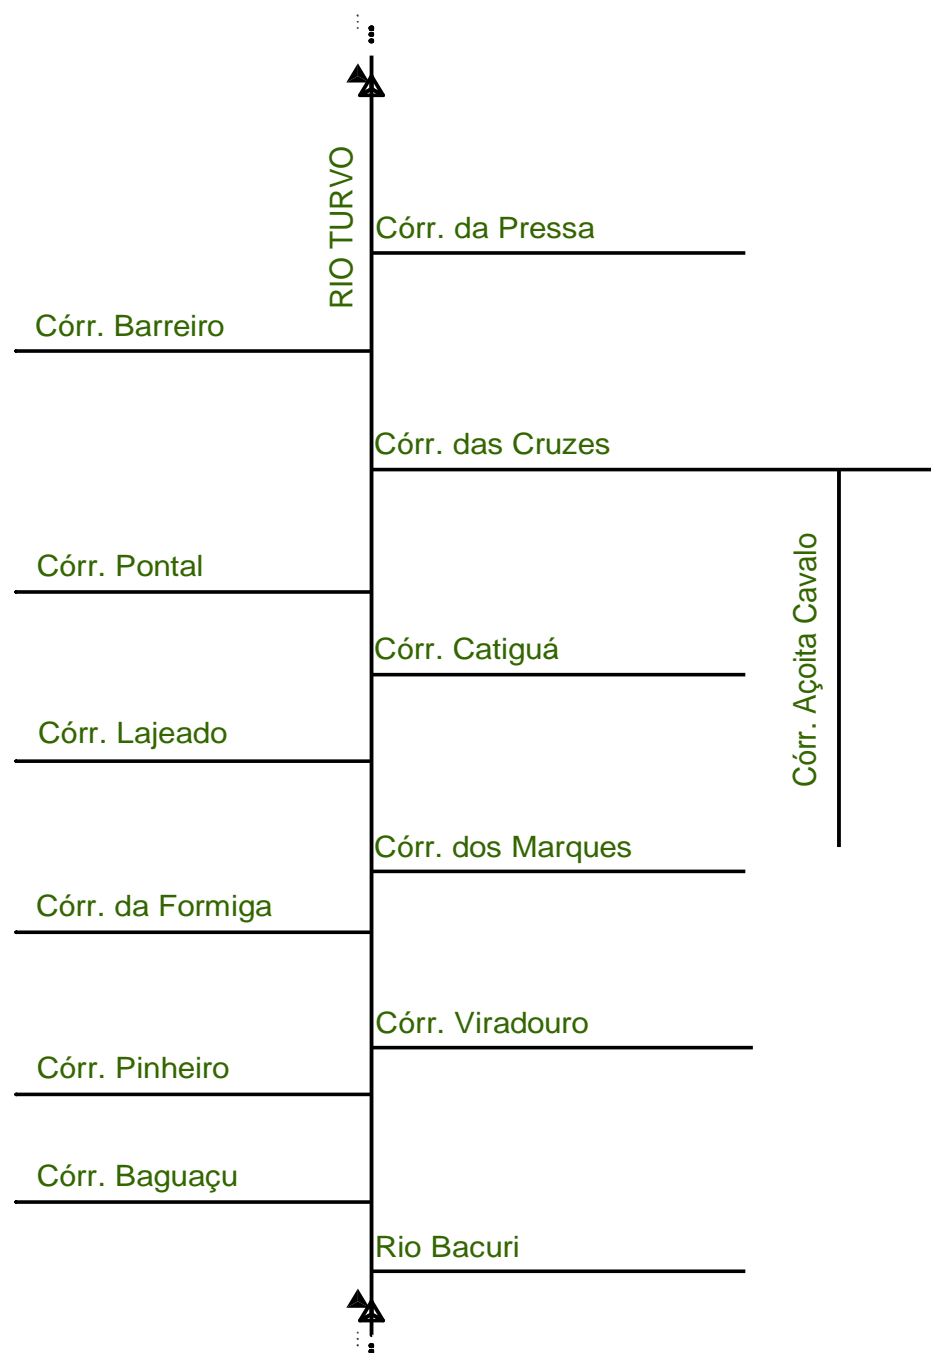 RIO TURVO
Córr. da Pressa
Córr. Barreiro
Córr. das Cruzes
Córr. Açoita Cavalo
Córr. Pontal
Córr. Catiguá
Córr. Lajeado
Córr. dos Marques
Córr. da Formiga
Córr. Viradouro
Córr. Pinheiro
Córr. Baguaçu
Rio Bacuri